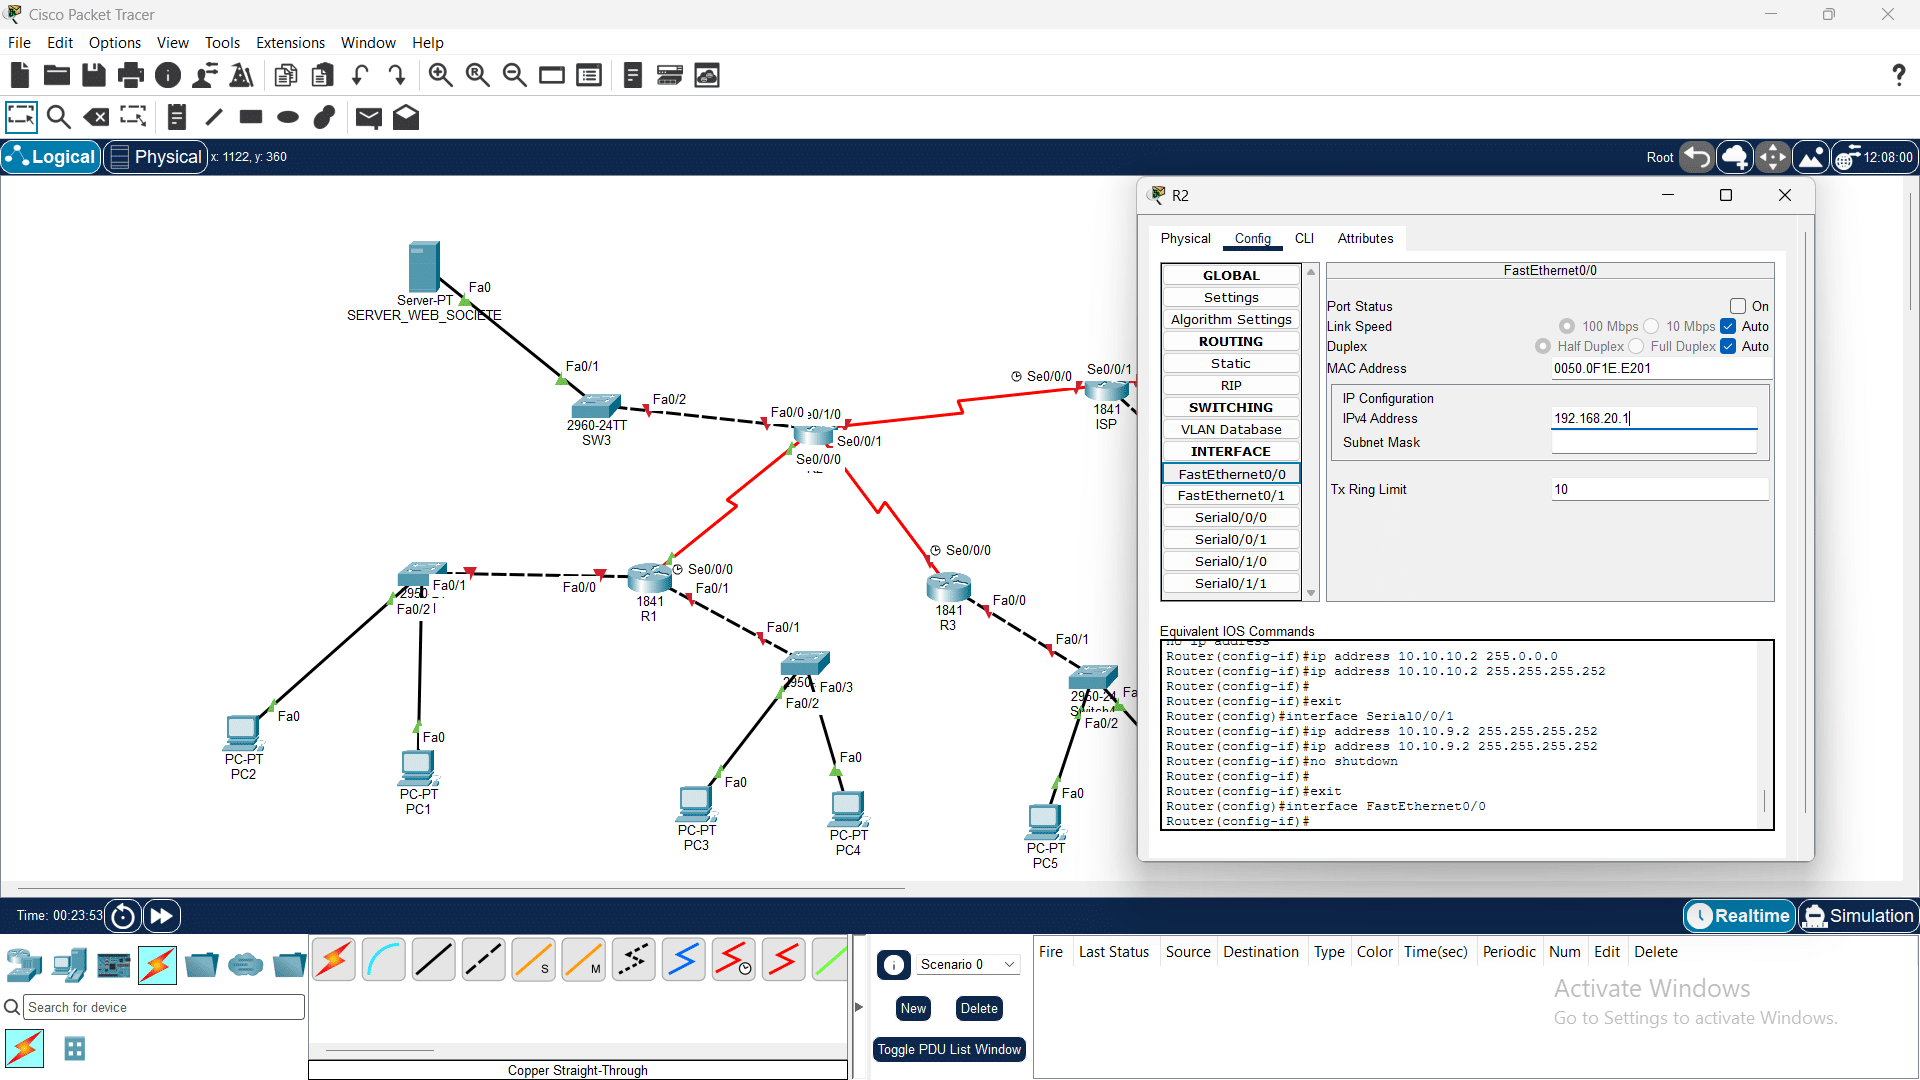 Cisco Packet Tracer
File Edit Options View Tools Extensions Window Help
Logical Physical x: 1122, y: 360 Root 12:08:00
Server-PT
SERVER_WEB_SOCIETE
Fa0
Fa0/1
Fa0/2
2960-24TT
SW3
Fa0/0
Se0/0/1
Se0/0/0
Se0/0/0
Se0/0/1
1841
ISP
Fa0/1
Fa0/2
Fa0/0
Se0/0/0
Fa0/1
1841
R1
Se0/0/0
Fa0/0
1841
R3
Fa0/1
Fa0/3
Fa0/2
Fa0/1
Fa0/2
Fa0
PC-PT
PC2
Fa0
PC-PT
PC1
Fa0
PC-PT
PC3
Fa0
PC-PT
PC4
Fa0
PC-PT
PC5
R2
Physical Config CLI Attributes
GLOBAL
Settings
Algorithm Settings
ROUTING
Static
RIP
SWITCHING
VLAN Database
INTERFACE
FastEthernet0/0
FastEthernet0/1
Serial0/0/0
Serial0/0/1
Serial0/1/0
Serial0/1/1
FastEthernet0/0
Port Status On
Link Speed 100 Mbps 10 Mbps Auto
Duplex Half Duplex Full Duplex Auto
MAC Address 0050.0F1E.E201
IP Configuration
IPv4 Address 192.168.20.1
Subnet Mask
Tx Ring Limit 10
Equivalent IOS Commands
no ip address
Router(config-if)#ip address 10.10.10.2 255.0.0.0
Router(config-if)#ip address 10.10.10.2 255.255.255.252
Router(config-if)#
Router(config-if)#exit
Router(config)#interface Serial0/0/1
Router(config-if)#ip address 10.10.9.2 255.255.255.252
Router(config-if)#ip address 10.10.9.2 255.255.255.252
Router(config-if)#no shutdown
Router(config-if)#
Router(config-if)#exit
Router(config)#interface FastEthernet0/0
Router(config-if)#
Time: 00:23:53 Realtime Simulation
Search for device
S M
Copper Straight-Through
Scenario 0
New Delete
Toggle PDU List Window
Fire Last Status Source Destination Type Color Time(sec) Periodic Num Edit Delete
Activate Windows
Go to Settings to activate Windows.